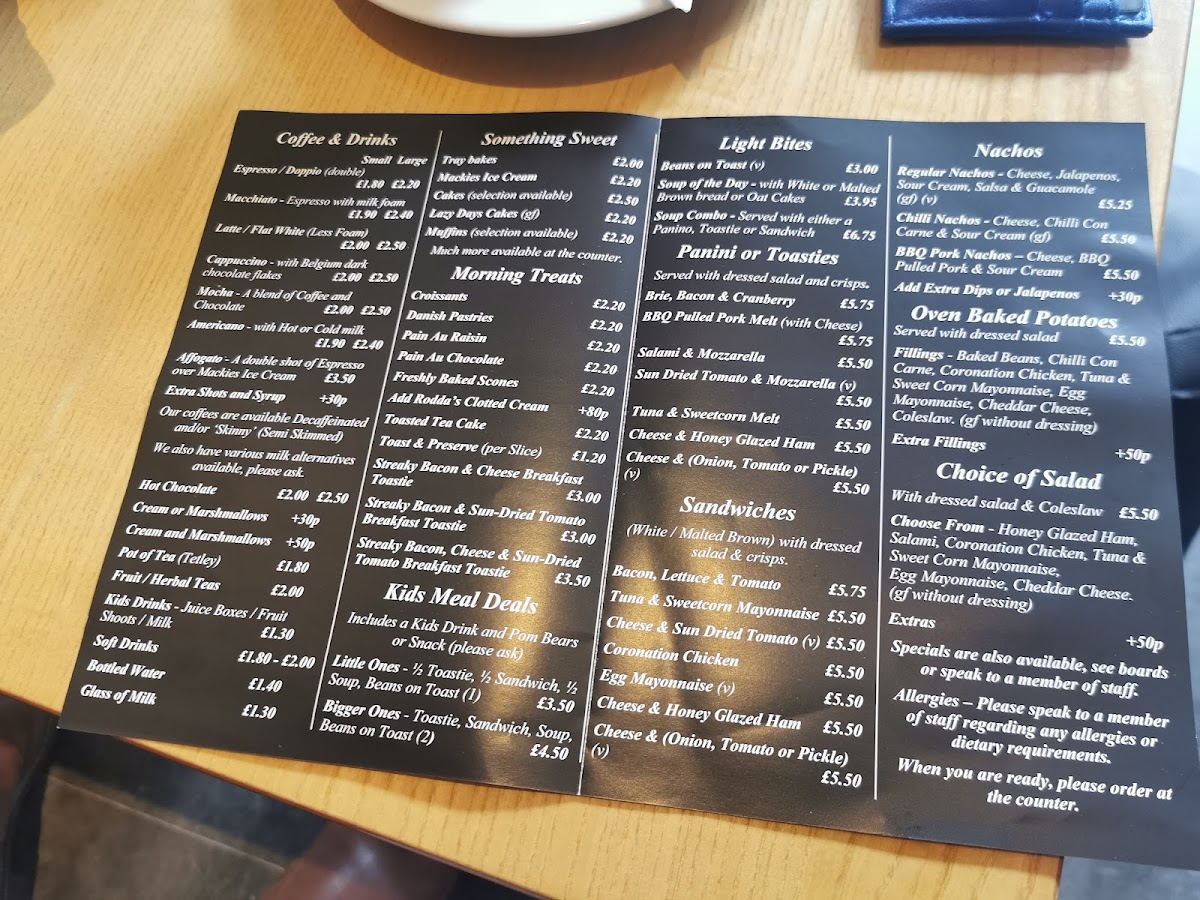 Coffee & Drinks
Small Large
Espresso / Doppio (double)
£1.80 £2.20
Macchiato - Espresso with milk foam
£1.90 £2.40
Latte / Flat White (Less Foam)
£2.00 £2.50
Cappuccino - with Belgium dark
chocolate flakes £2.00 £2.50
Mocha - A blend of Coffee and
Chocolate £2.00 £2.50
Americano - with Hot or Cold milk
£1.90 £2.40
Affogato - A double shot of Espresso
over Mackies Ice Cream £3.50
Extra Shots and Syrup +30p
Our coffees are available Decaffeinated
and/or 'Skinny' (Semi Skimmed)
We also have various milk alternatives
available, please ask.
Hot Chocolate £2.00 £2.50
Cream or Marshmallows +30p
Cream and Marshmallows +50p
Pot of Tea (Tetley) £1.80
Fruit / Herbal Teas £2.00
Kids Drinks - Juice Boxes / Fruit
Shoots / Milk £1.30
Soft Drinks £1.80 - £2.00
Bottled Water £1.40
Glass of Milk £1.30
Something Sweet
Tray bakes £2.00
Mackies Ice Cream £2.20
Cakes (selection available) £2.50
Lazy Days Cakes (gf) £2.20
Muffins (selection available) £2.20
Much more available at the counter.
Morning Treats
Croissants £2.20
Danish Pastries £2.20
Pain Au Raisin £2.20
Pain Au Chocolate £2.20
Freshly Baked Scones £2.20
Add Rodda's Clotted Cream +80p
Toasted Tea Cake £2.20
Toast & Preserve (per Slice) £1.20
Streaky Bacon & Cheese Breakfast
Toastie £3.00
Streaky Bacon & Sun-Dried Tomato
Breakfast Toastie £3.00
Streaky Bacon, Cheese & Sun-Dried
Tomato Breakfast Toastie £3.50
Kids Meal Deals
Includes a Kids Drink and Pom Bears
or Snack (please ask)
Little Ones - ½ Toastie, ½ Sandwich, ½
Soup, Beans on Toast (1) £3.50
Bigger Ones - Toastie, Sandwich, Soup,
Beans on Toast (2) £4.50
Light Bites
Beans on Toast (v) £3.00
Soup of the Day - with White or Malted
Brown bread or Oat Cakes £3.95
Soup Combo - Served with either a
Panino, Toastie or Sandwich £6.75
Panini or Toasties
Served with dressed salad and crisps.
Brie, Bacon & Cranberry £5.75
BBQ Pulled Pork Melt (with Cheese)
£5.75
Salami & Mozzarella £5.50
Sun Dried Tomato & Mozzarella (v)
£5.50
Tuna & Sweetcorn Melt £5.50
Cheese & Honey Glazed Ham £5.50
Cheese & (Onion, Tomato or Pickle)
(v) £5.50
Sandwiches
(White / Malted Brown) with dressed
salad & crisps.
Bacon, Lettuce & Tomato £5.75
Tuna & Sweetcorn Mayonnaise £5.50
Cheese & Sun Dried Tomato (v) £5.50
Coronation Chicken £5.50
Egg Mayonnaise (v) £5.50
Cheese & Honey Glazed Ham £5.50
Cheese & (Onion, Tomato or Pickle)
(v) £5.50
Nachos
Regular Nachos - Cheese, Jalapenos,
Sour Cream, Salsa & Guacamole
(gf) (v) £5.25
Chilli Nachos - Cheese, Chilli Con
Carne & Sour Cream (gf) £5.50
BBQ Pork Nachos – Cheese, BBQ
Pulled Pork & Sour Cream £5.50
Add Extra Dips or Jalapenos +30p
Oven Baked Potatoes
Served with dressed salad £5.50
Fillings - Baked Beans, Chilli Con
Carne, Coronation Chicken, Tuna &
Sweet Corn Mayonnaise, Egg
Mayonnaise, Cheddar Cheese,
Coleslaw. (gf without dressing)
Extra Fillings +50p
Choice of Salad
With dressed salad & Coleslaw £5.50
Choose From - Honey Glazed Ham,
Salami, Coronation Chicken, Tuna &
Sweet Corn Mayonnaise,
Egg Mayonnaise, Cheddar Cheese.
(gf without dressing)
Extras +50p
Specials are also available, see boards
or speak to a member of staff.
Allergies – Please speak to a member
of staff regarding any allergies or
dietary requirements.
When you are ready, please order at
the counter.